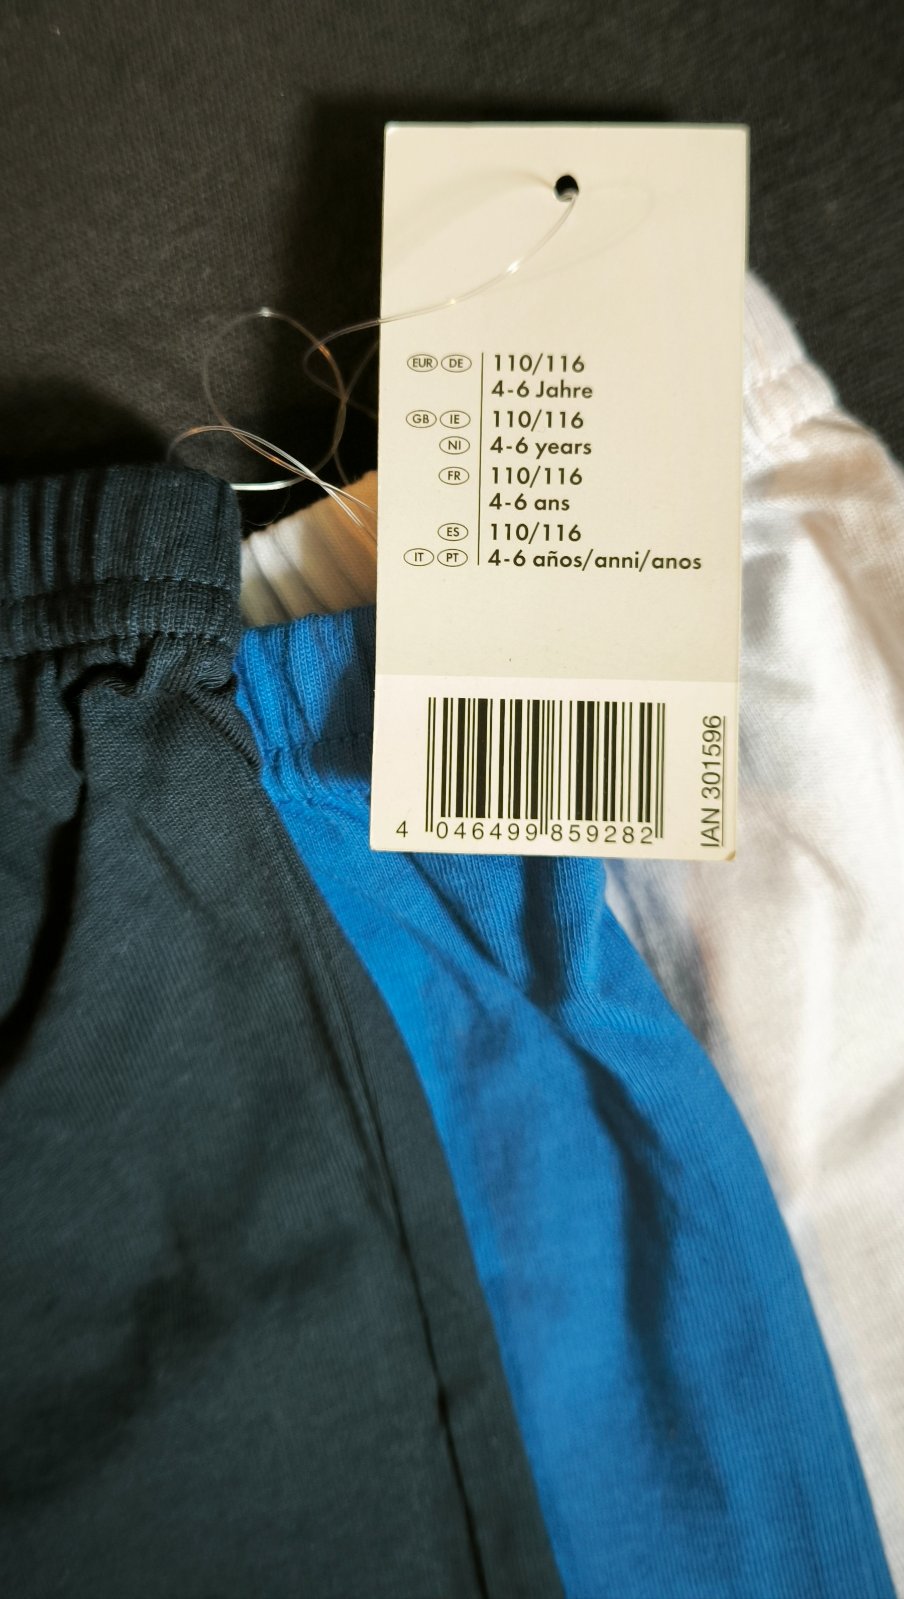 EUR DE 110/116
4-6 Jahre
GB IE 110/116
NI 4-6 years
FR 110/116
4-6 ans
ES 110/116
IT PT 4-6 años/anni/anos
4 046499 859282
IAN 301596